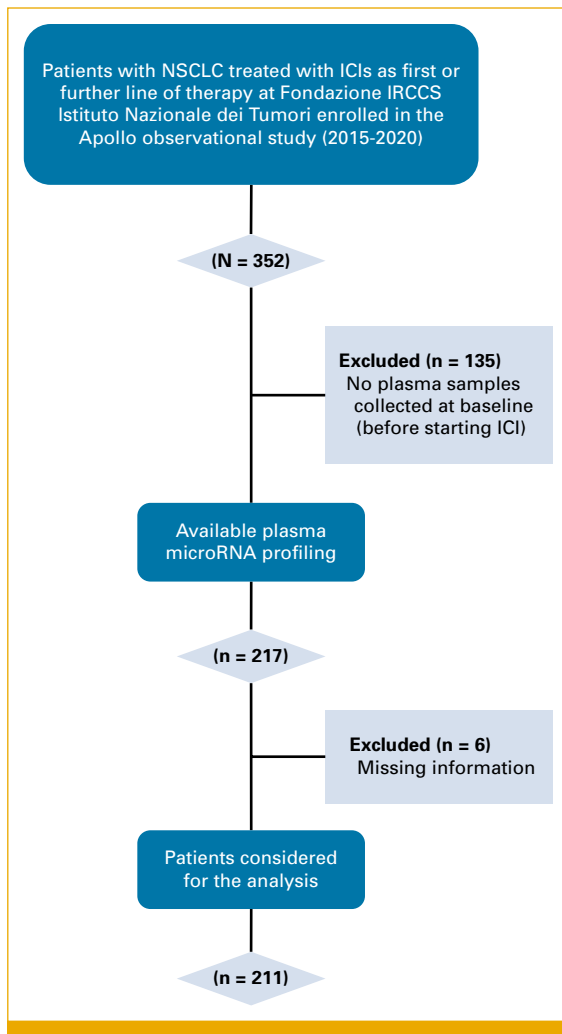 Patients with NSCLC treated with ICIs as first or
further line of therapy at Fondazione IRCCS
Istituto Nazionale dei Tumori enrolled in the
Apollo observational study (2015-2020)
(N = 352)
Excluded (n = 135)
No plasma samples
collected at baseline
(before starting ICI)
Available plasma
microRNA profiling
(n = 217)
Excluded (n = 6)
Missing information
Patients considered
for the analysis
(n = 211)